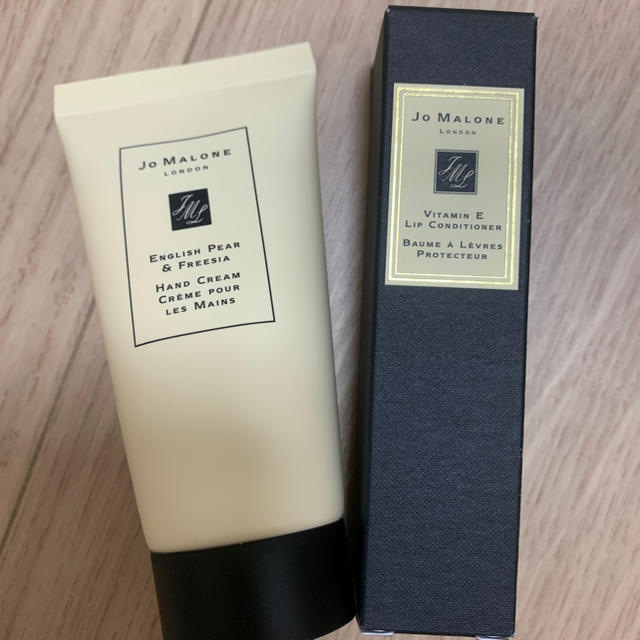 Jo Malone
London
JML
English Pear
& Freesia
Hand Cream
Crème pour
les Mains
Jo Malone
London
JML
Vitamin E
Lip Conditioner
Baume à Lèvres
Protecteur